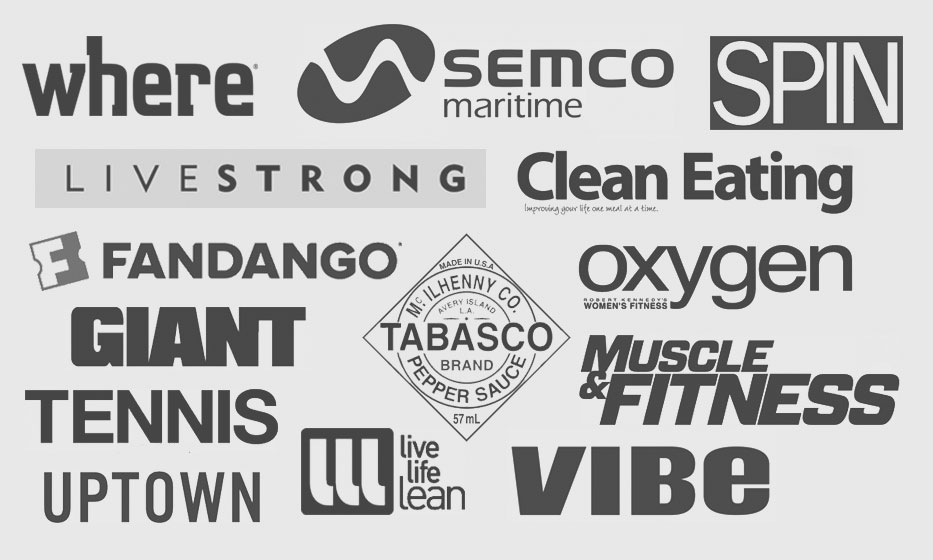 where®
SEMCO
maritime
SPIN
LIVESTRONG
Clean Eating
Improving your life one meal at a time.
FANDANGO
MADE IN U.S.A
Mc ILHENNY CO.
AVERY ISLAND
L.A.
TABASCO
BRAND
PEPPER SAUCE
57 mL
oxygen
ROBERT KENNEDY'S
WOMEN'S FITNESS
GIANT
MUSCLE
& FITNESS
TENNIS
live
life
lean
VIBe
UPTOWN